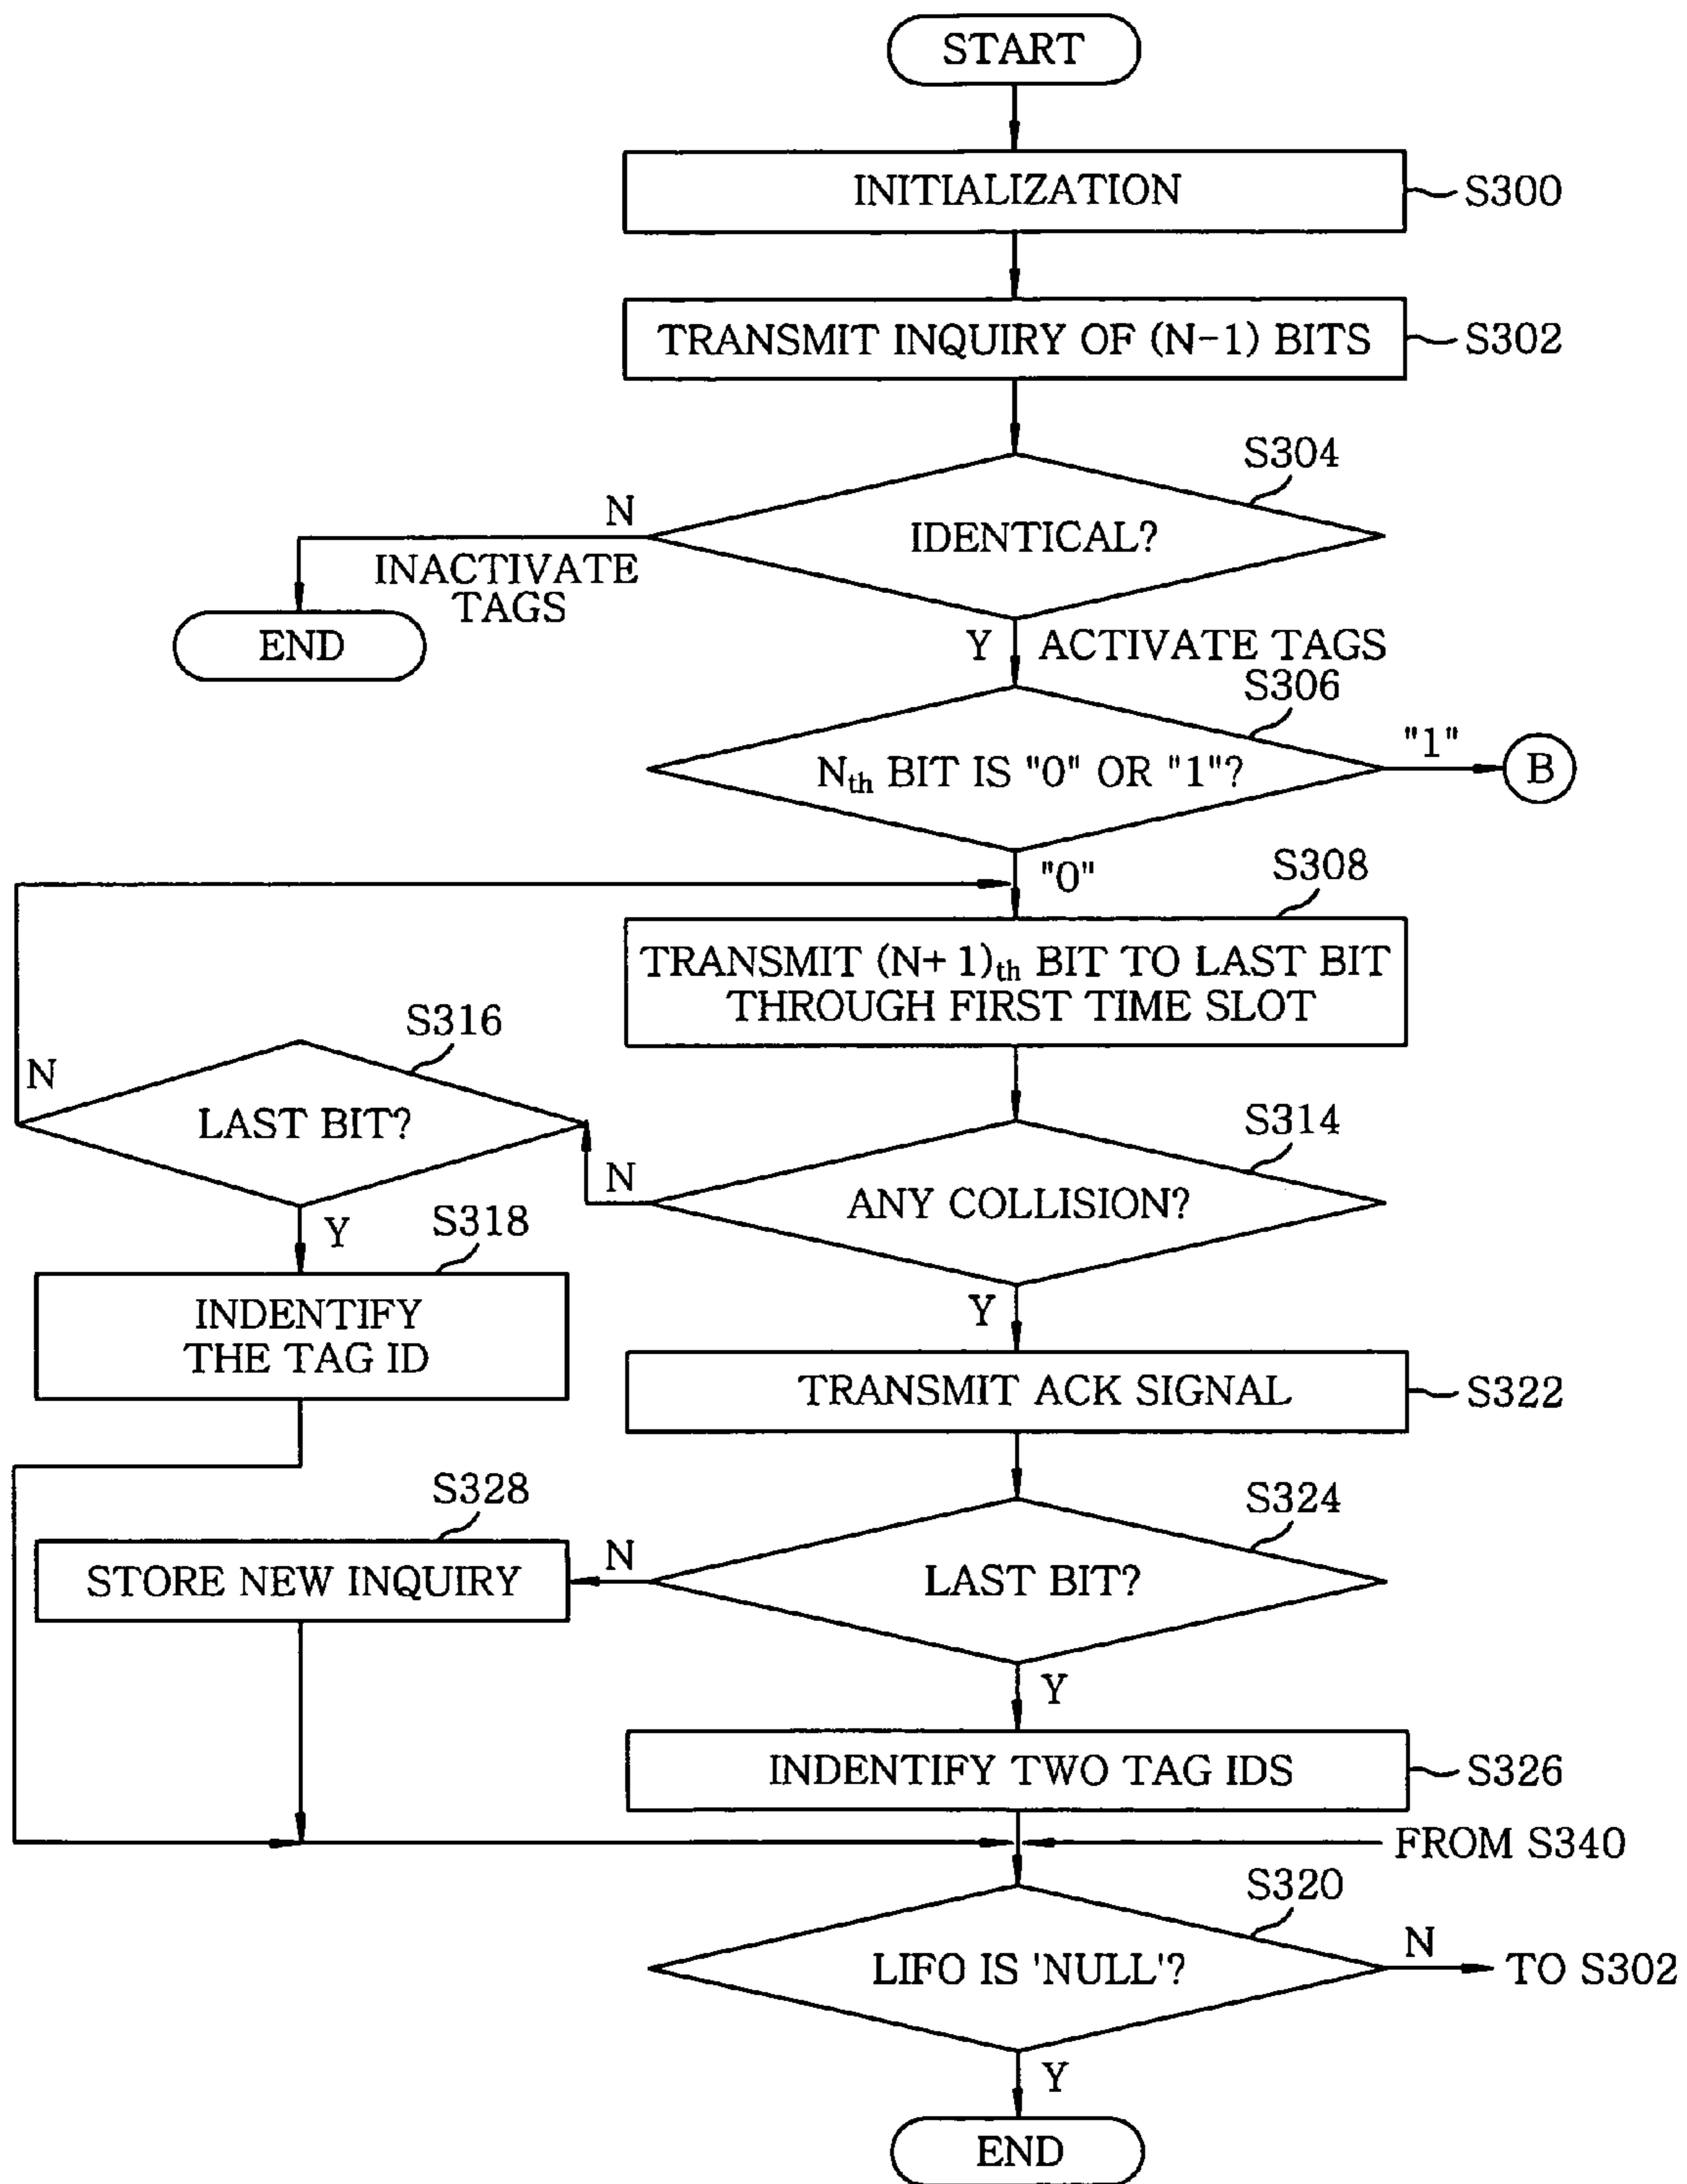 START
INITIALIZATION
S300
TRANSMIT INQUIRY OF (N-1) BITS
S302
S304
IDENTICAL?
N
INACTIVATE
TAGS
END
Y
ACTIVATE TAGS
S306
Nth BIT IS "0" OR "1"?
"1"
B
"0"
S308
TRANSMIT (N+1)th BIT TO LAST BIT
THROUGH FIRST TIME SLOT
S316
N
LAST BIT?
S314
N
ANY COLLISION?
Y
S318
INDENTIFY
THE TAG ID
Y
TRANSMIT ACK SIGNAL
S322
S328
STORE NEW INQUIRY
S324
N
LAST BIT?
Y
INDENTIFY TWO TAG IDS
S326
FROM S340
S320
LIFO IS 'NULL'?
N
TO S302
Y
END